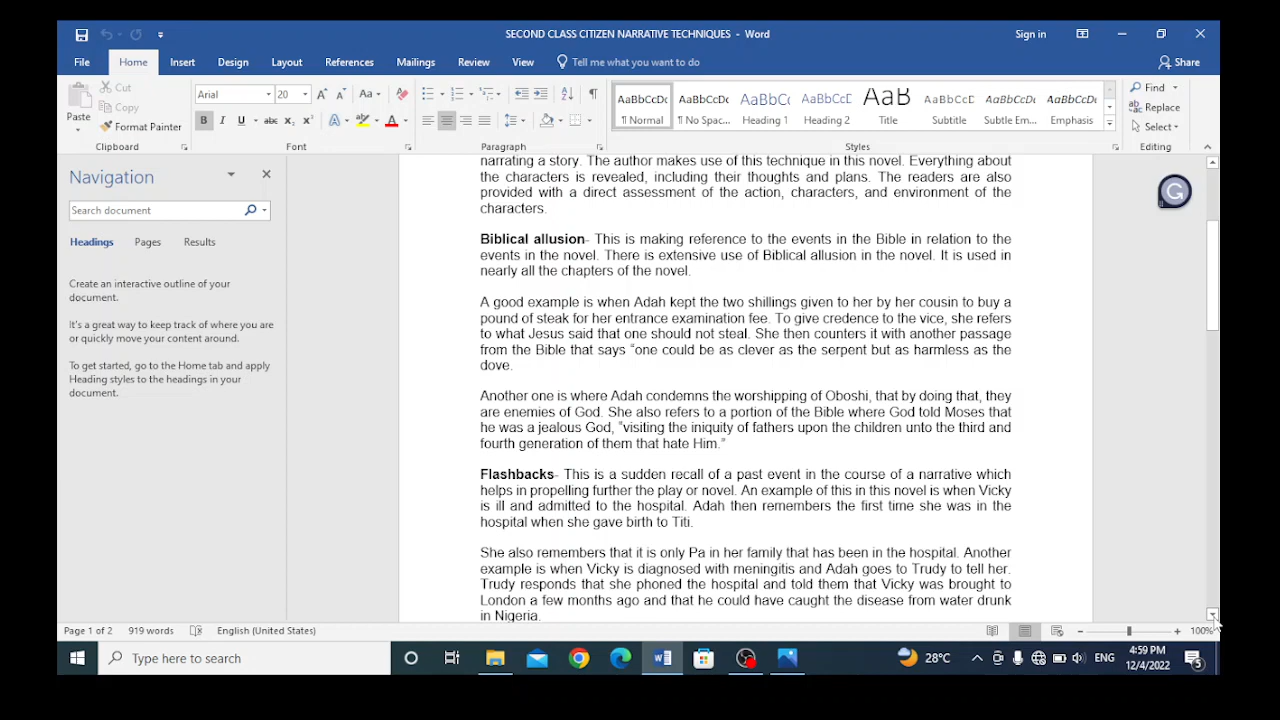 SECOND CLASS CITIZEN NARRATIVE TECHNIQUES - Word
Sign in
File Home Insert Design Layout References Mailings Review View Tell me what you want to do Share
Paste
Cut
Copy
Format Painter
Clipboard
Arial 20
Aa
B I U abc x₂ x²
A A
Font
Paragraph
AaBbCcDc AaBbCcDc AaBbCc AaBbCcE AaB AaBbCcD AaBbCcDc AaBbCcDc
¶ Normal ¶ No Spac... Heading 1 Heading 2 Title Subtitle Subtle Em... Emphasis
Styles
Find
Replace
Select
Editing
Navigation
Search document
Headings Pages Results
Create an interactive outline of your
document.
It's a great way to keep track of where you are
or quickly move your content around.
To get started, go to the Home tab and apply
Heading styles to the headings in your
document.
narrating a story. The author makes use of this technique in this novel. Everything about
the characters is revealed, including their thoughts and plans. The readers are also
provided with a direct assessment of the action, characters, and environment of the
characters.
Biblical allusion- This is making reference to the events in the Bible in relation to the
events in the novel. There is extensive use of Biblical allusion in the novel. It is used in
nearly all the chapters of the novel.
A good example is when Adah kept the two shillings given to her by her cousin to buy a
pound of steak for her entrance examination fee. To give credence to the vice, she refers
to what Jesus said that one should not steal. She then counters it with another passage
from the Bible that says “one could be as clever as the serpent but as harmless as the
dove.
Another one is where Adah condemns the worshipping of Oboshi, that by doing that, they
are enemies of God. She also refers to a portion of the Bible where God told Moses that
he was a jealous God, “visiting the iniquity of fathers upon the children unto the third and
fourth generation of them that hate Him.”
Flashbacks- This is a sudden recall of a past event in the course of a narrative which
helps in propelling further the play or novel. An example of this in this novel is when Vicky
is ill and admitted to the hospital. Adah then remembers the first time she was in the
hospital when she gave birth to Titi.
She also remembers that it is only Pa in her family that has been in the hospital. Another
example is when Vicky is diagnosed with meningitis and Adah goes to Trudy to tell her.
Trudy responds that she phoned the hospital and told them that Vicky was brought to
London a few months ago and that he could have caught the disease from water drunk
in Nigeria.
Page 1 of 2 919 words English (United States) 100%
Type here to search
28°C
ENG
4:59 PM
12/4/2022
5